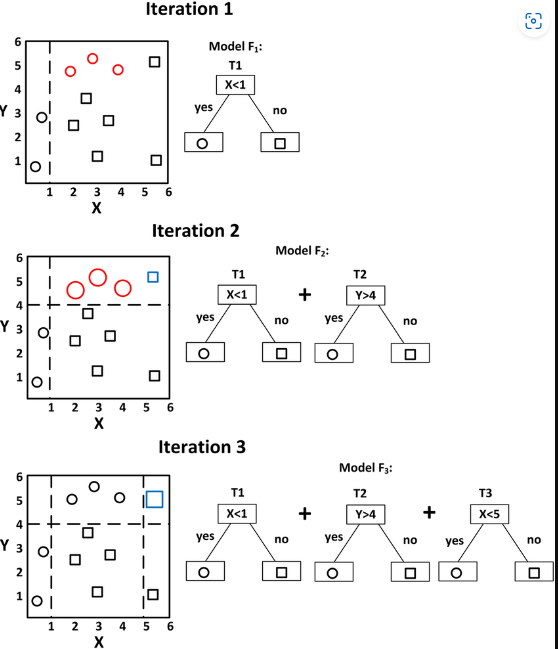 Iteration 1
Model F₁:
T1
X<1
yes no
6
5
4
Y 3
2
1
1 2 3 4 5 6
X
Iteration 2
Model F₂:
T1 T2
X<1 + Y>4
yes no yes no
6
5
4
Y 3
2
1
1 2 3 4 5 6
X
Iteration 3
Model F₃:
T1 T2 T3
X<1 + Y>4 + X<5
yes no yes no yes no
6
5
4
Y 3
2
1
1 2 3 4 5 6
X